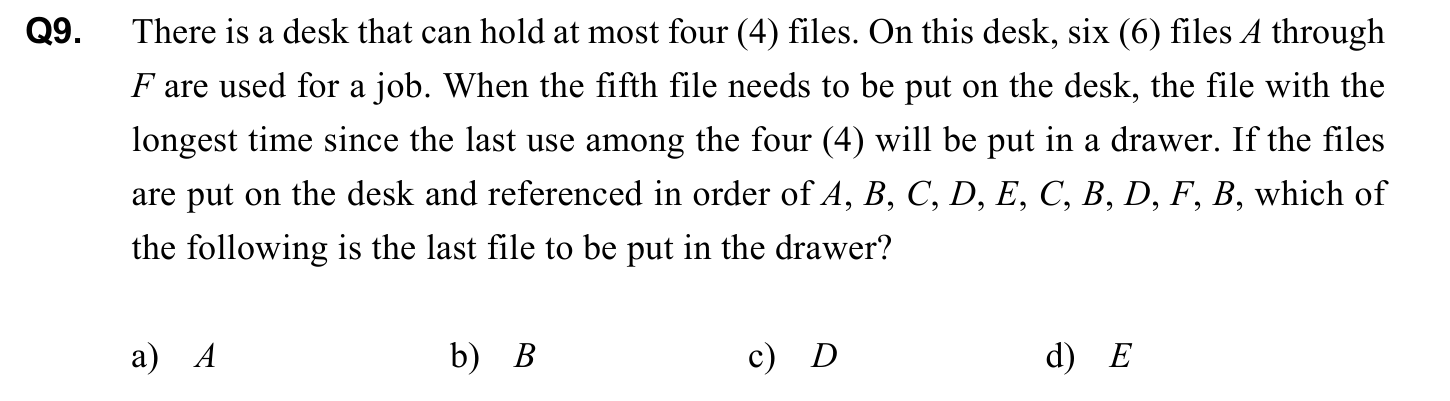 Q9. There is a desk that can hold at most four (4) files. On this desk, six (6) files A through
F are used for a job. When the fifth file needs to be put on the desk, the file with the
longest time since the last use among the four (4) will be put in a drawer. If the files
are put on the desk and referenced in order of A, B, C, D, E, C, B, D, F, B, which of
the following is the last file to be put in the drawer?
a) A b) B c) D d) E